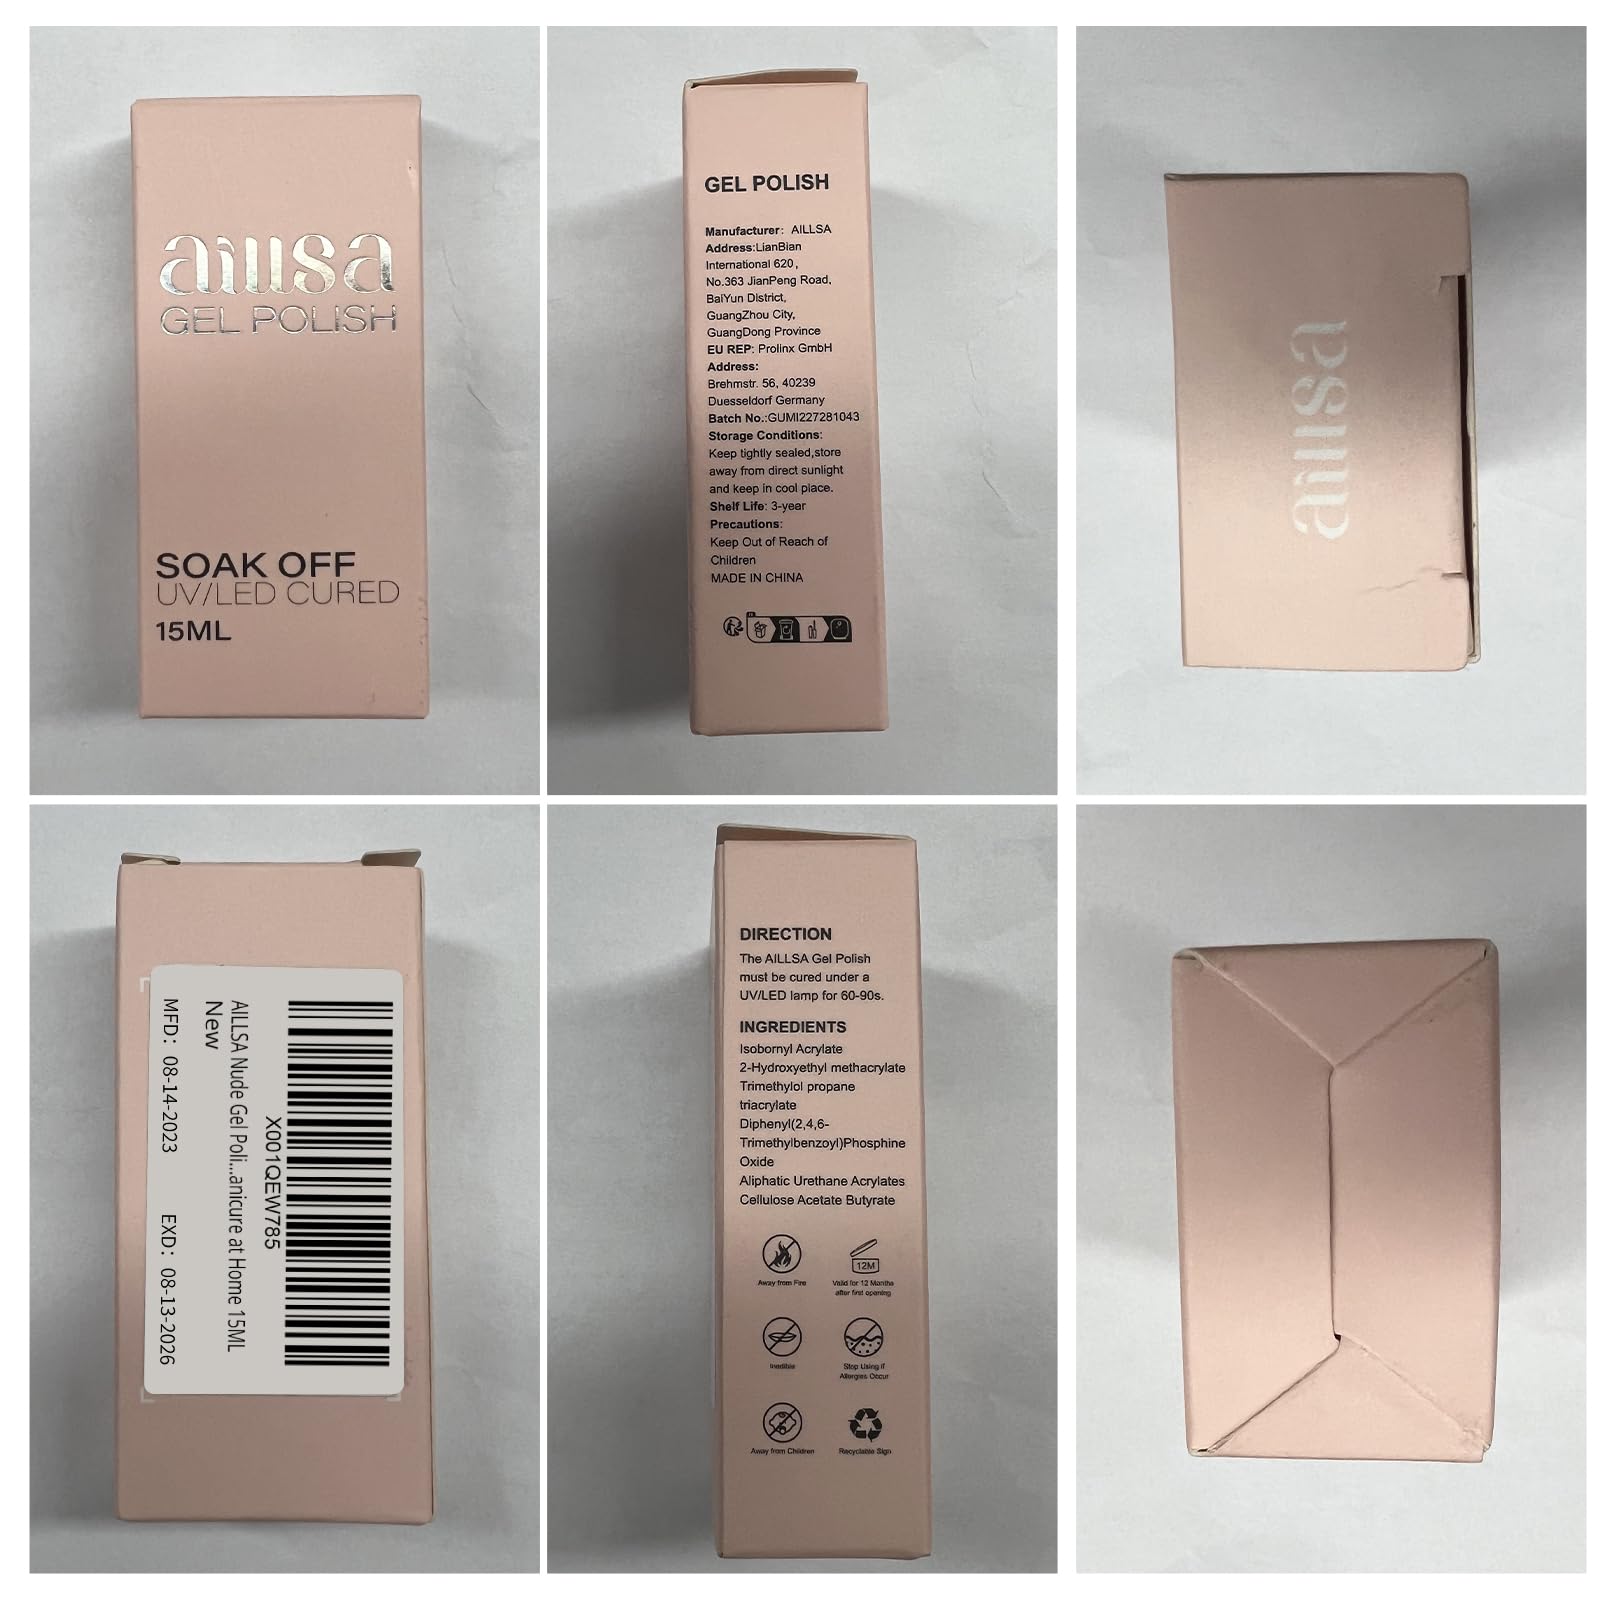 aillsa
GEL POLISH
SOAK OFF
UV/LED CURED
15ML
GEL POLISH
Manufacturer: AILLSA
Address:LianBian
International 620,
No.363 JianPeng Road,
BaiYun District,
GuangZhou City,
GuangDong Province
EU REP: Prolinx GmbH
Address:
Brehmstr. 56, 40239
Duesseldorf Germany
Batch No.:GUMI227281043
Storage Conditions:
Keep tightly sealed,store
away from direct sunlight
and keep in cool place.
Shelf Life: 3-year
Precautions:
Keep Out of Reach of
Children
MADE IN CHINA
aillsa
X001QEW785
AILLSA Nude Gel Poli...anicure at Home 15ML
New
MFD: 08-14-2023 EXD: 08-13-2026
DIRECTION
The AILLSA Gel Polish
must be cured under a
UV/LED lamp for 60-90s.
INGREDIENTS
Isobornyl Acrylate
2-Hydroxyethyl methacrylate
Trimethylol propane
triacrylate
Diphenyl(2,4,6-
Trimethylbenzoyl)Phosphine
Oxide
Aliphatic Urethane Acrylates
Cellulose Acetate Butyrate
12M
Away from Fire
Valid for 12 Months
after first opening
Inedible
Stop Using if
Allergies Occur
Away from Children
Recyclable Sign